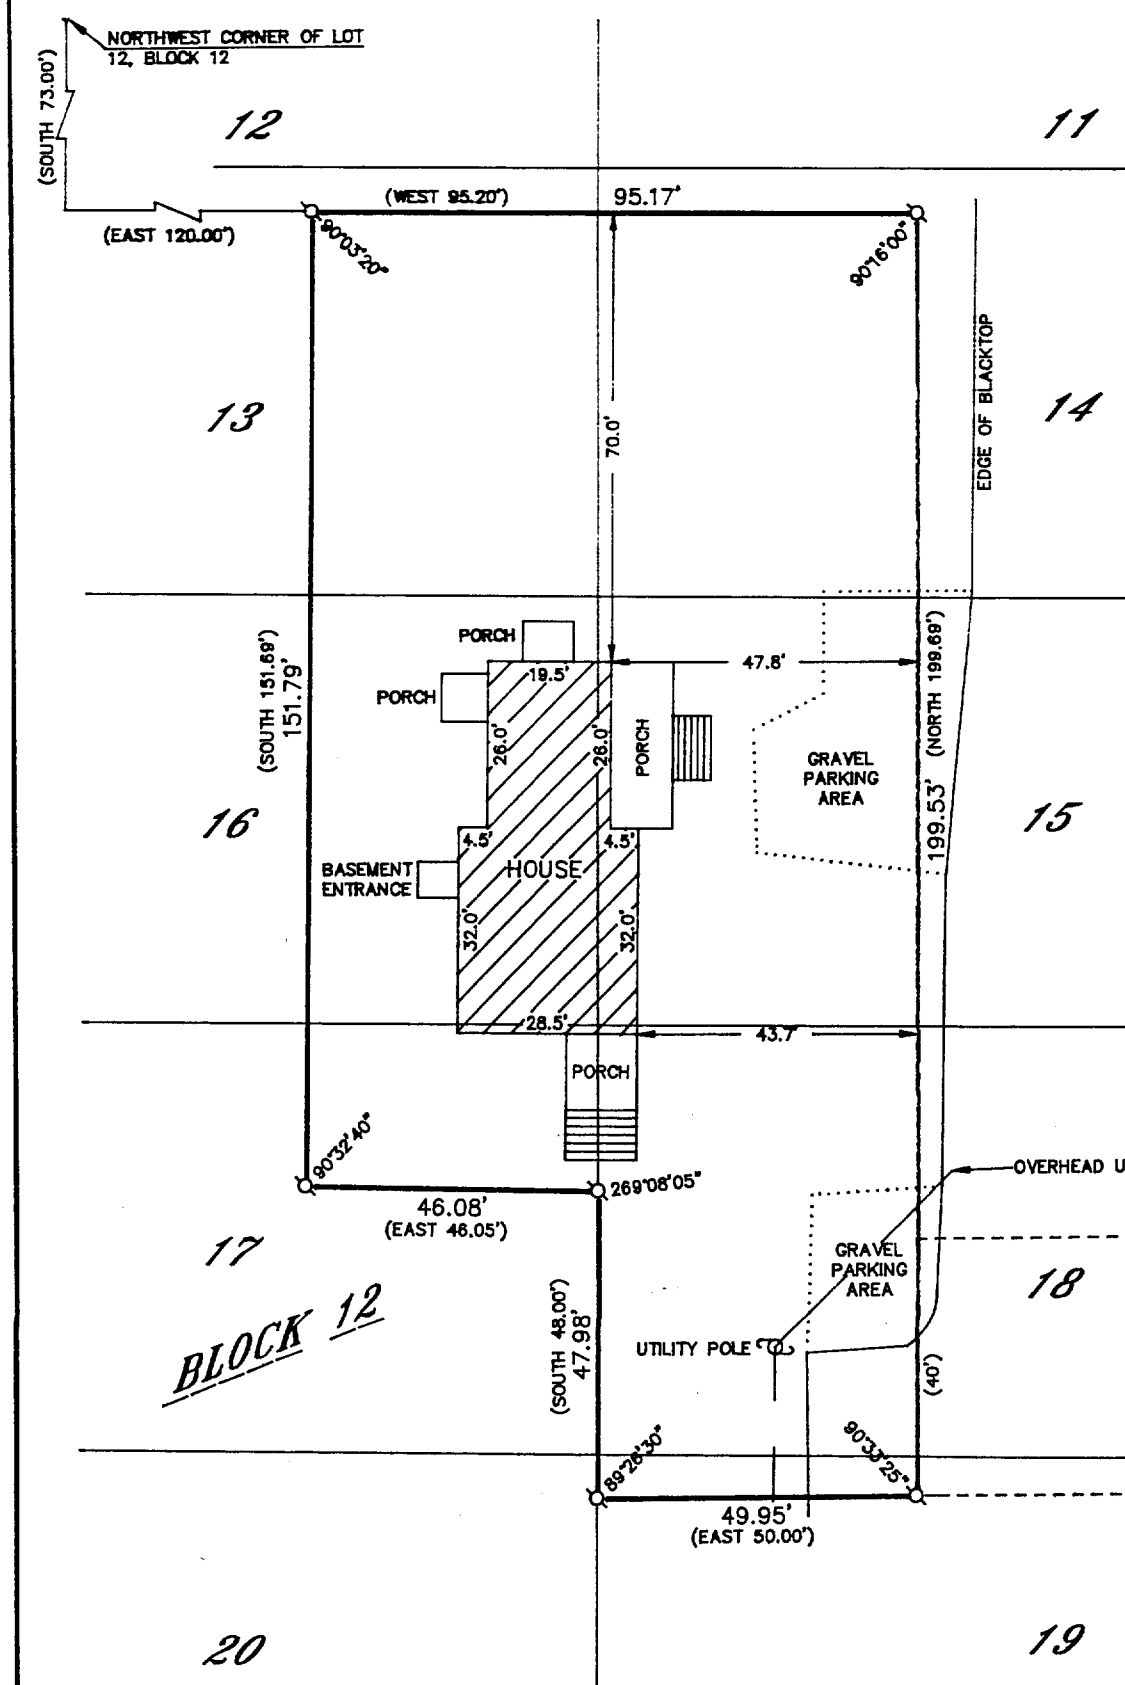 NORTHWEST CORNER OF LOT
12, BLOCK 12
(SOUTH 73.00')
12
11
(WEST 95.20')
95.17'
(EAST 120.00')
90°03'20"
90°16'00"
EDGE OF BLACKTOP
13
14
70.0'
PORCH
19.5'
47.8'
(NORTH 199.69')
199.53'
(SOUTH 151.69')
151.79'
PORCH
26.0'
26.0'
PORCH
GRAVEL
PARKING
AREA
16
15
4.5'
4.5'
BASEMENT
ENTRANCE
HOUSE
32.0'
32.0'
28.5'
43.7'
PORCH
90°32'40"
OVERHEAD U
269°08'05"
46.08'
(EAST 46.05')
17
GRAVEL
PARKING
AREA
18
BLOCK 12
(SOUTH 48.00')
47.98'
UTILITY POLE
(40')
89°26'30"
90°33'25"
49.95'
(EAST 50.00')
20
19